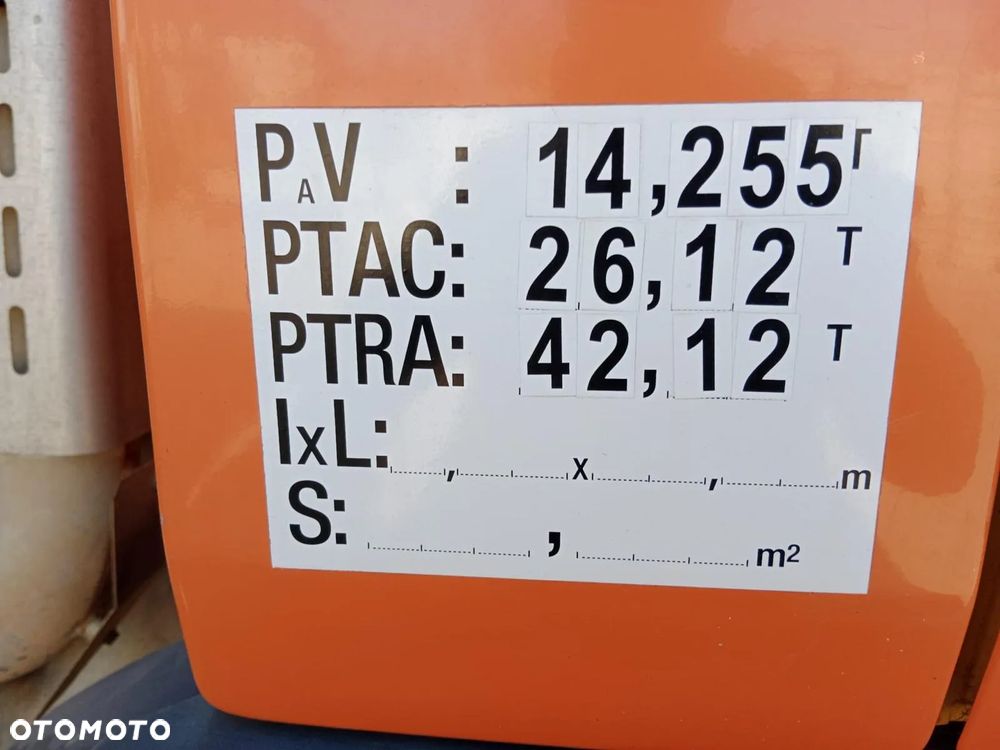 PAV : 14,255T
PTAC: 26,12 T
PTRA: 42,12 T
IxL: , x , m
S: , m²
OTOMOTO